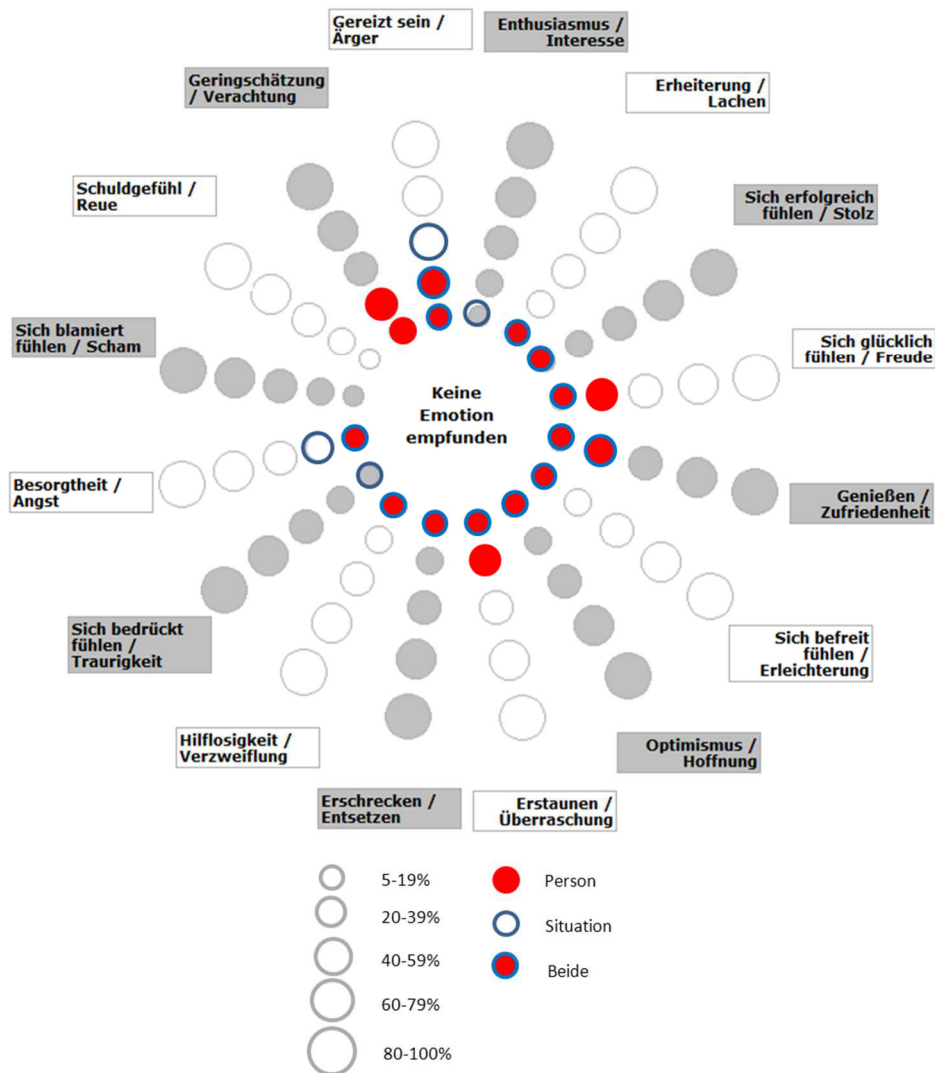 Gereizt sein /
Ärger
Enthusiasmus /
Interesse
Geringschätzung
/ Verachtung
Erheiterung /
Lachen
Schuldgefühl /
Reue
Sich erfolgreich
fühlen / Stolz
Sich blamiert
fühlen / Scham
Sich glücklich
fühlen / Freude
Keine
Emotion
empfunden
Besorgtheit /
Angst
Genießen /
Zufriedenheit
Sich bedrückt
fühlen /
Traurigkeit
Sich befreit
fühlen /
Erleichterung
Hilflosigkeit /
Verzweiflung
Optimismus /
Hoffnung
Erschrecken /
Entsetzen
Erstaunen /
Überraschung
5-19%
20-39%
40-59%
60-79%
80-100%
Person
Situation
Beide